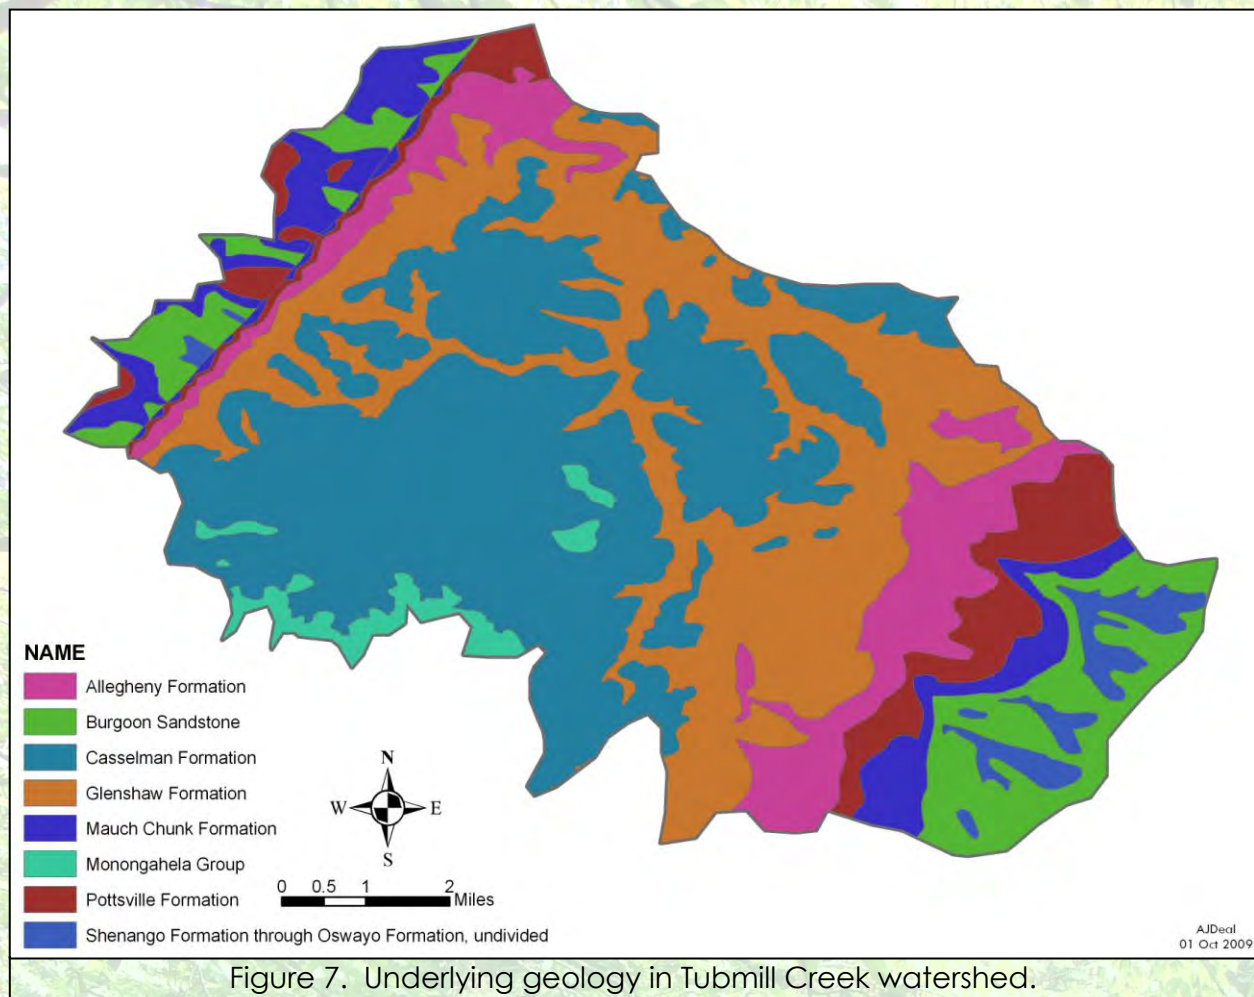 NAME
Allegheny Formation
Burgoon Sandstone
Casselman Formation
Glenshaw Formation
Mauch Chunk Formation
Monongahela Group
Pottsville Formation
Shenango Formation through Oswayo Formation, undivided
N
W E
S
0 0.5 1 2
Miles
AJDeal
01 Oct 2009
Figure 7. Underlying geology in Tubmill Creek watershed.